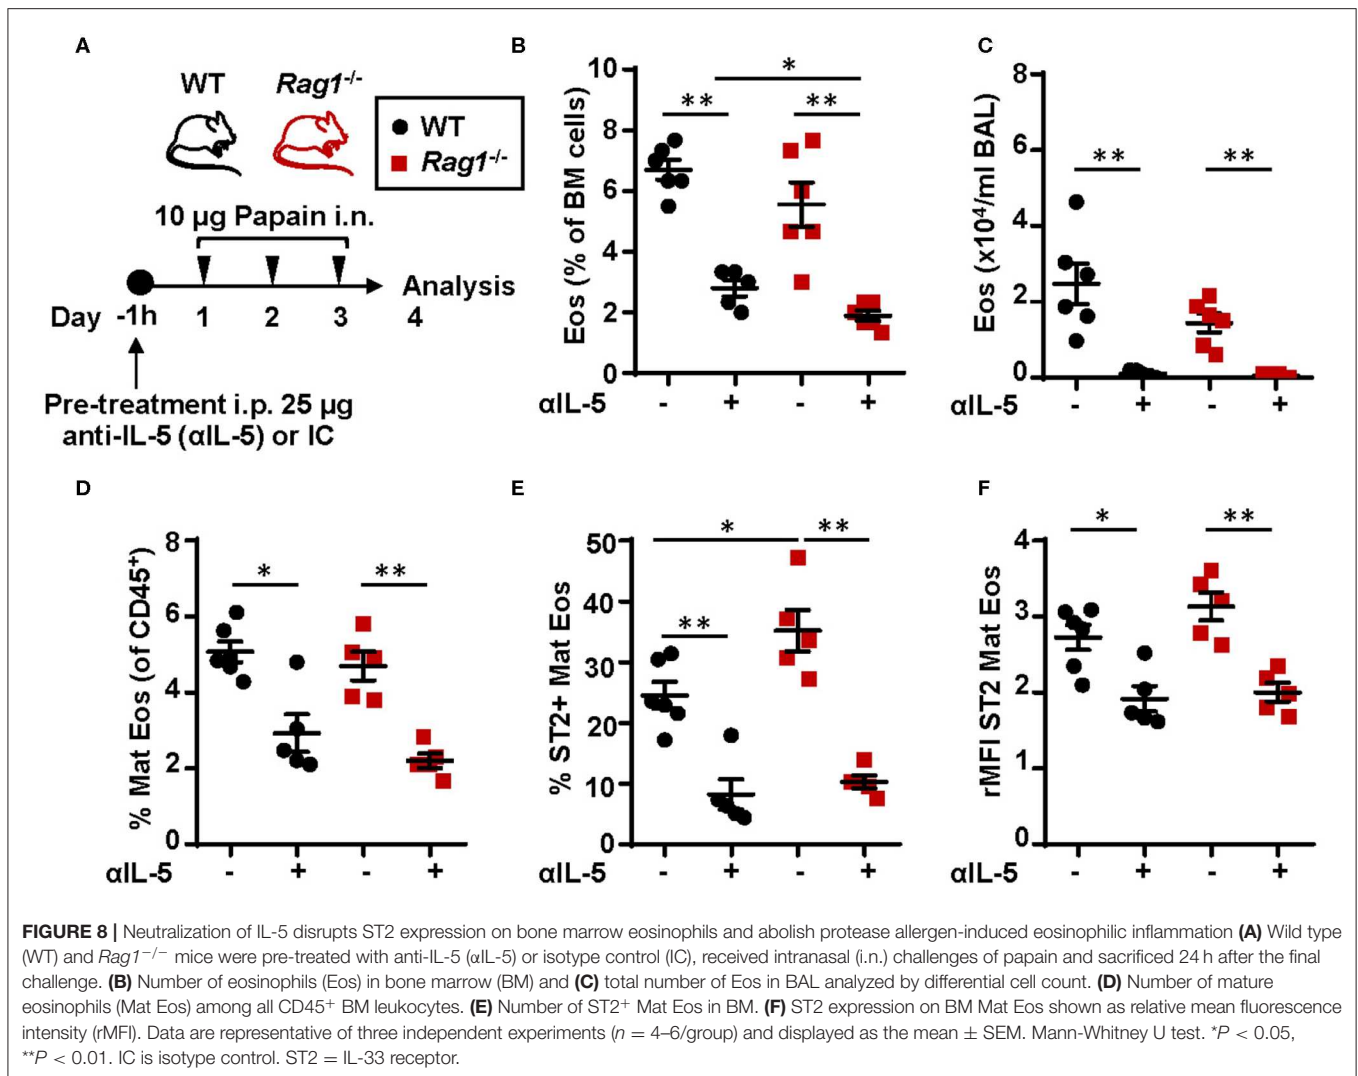 A
WT Rag1-/-
WT
Rag1-/-
10 µg Papain i.n.
Analysis
Day -1h 1 2 3 4
Pre-treatment i.p. 25 µg
anti-IL-5 (αIL-5) or IC
B
Eos (% of BM cells)
10
8
6
4
2
0
*
** **
αIL-5 - + - +
C
Eos (x10⁴/ml BAL)
8
6
4
2
0
** **
αIL-5 - + - +
D
% Mat Eos (of CD45⁺)
8
6
4
2
0
* **
αIL-5 - + - +
E
% ST2+ Mat Eos
50
40
30
20
10
0
* **
**
αIL-5 - + - +
F
rMFI ST2 Mat Eos
4
3
2
1
0
* **
αIL-5 - + - +
FIGURE 8 | Neutralization of IL-5 disrupts ST2 expression on bone marrow eosinophils and abolish protease allergen-induced eosinophilic inflammation (A) Wild type
(WT) and Rag1−/− mice were pre-treated with anti-IL-5 (αIL-5) or isotype control (IC), received intranasal (i.n.) challenges of papain and sacrificed 24 h after the final
challenge. (B) Number of eosinophils (Eos) in bone marrow (BM) and (C) total number of Eos in BAL analyzed by differential cell count. (D) Number of mature
eosinophils (Mat Eos) among all CD45⁺ BM leukocytes. (E) Number of ST2⁺ Mat Eos in BM. (F) ST2 expression on BM Mat Eos shown as relative mean fluorescence
intensity (rMFI). Data are representative of three independent experiments (n = 4–6/group) and displayed as the mean ± SEM. Mann-Whitney U test. *P < 0.05,
**P < 0.01. IC is isotype control. ST2 = IL-33 receptor.